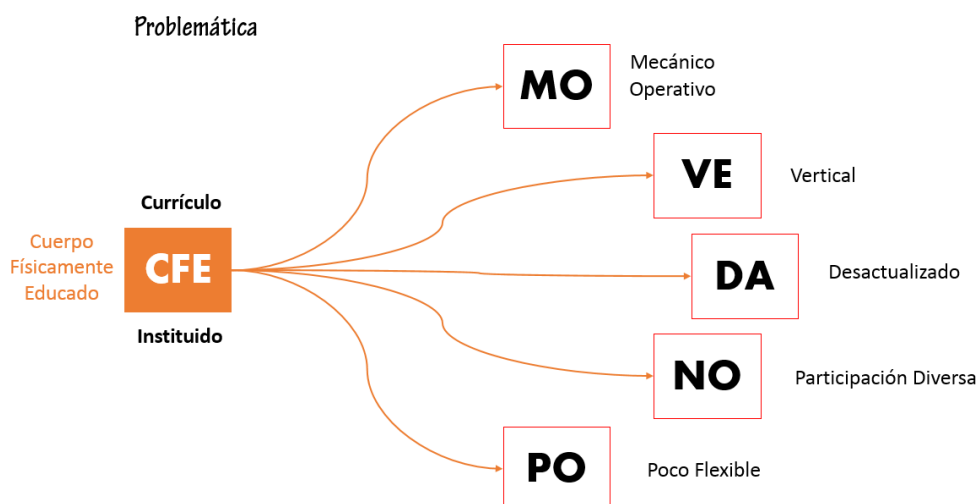 Problemática
Currículo
Cuerpo
Físicamente
Educado
CFE
Instituido
MO
Mecánico
Operativo
VE
Vertical
DA
Desactualizado
NO
Participación Diversa
PO
Poco Flexible